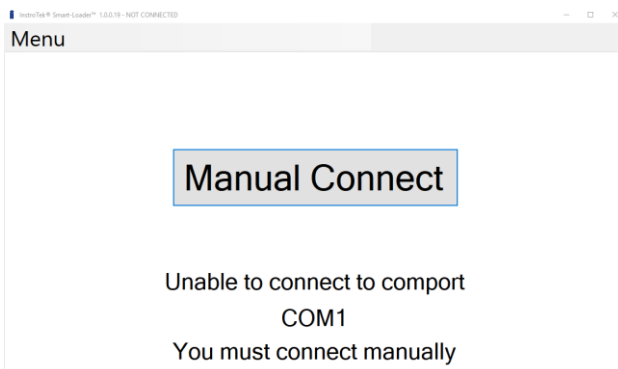 InstroTek® Smart-Loader™ 1.0.0.19 - NOT CONNECTED
Menu
Manual Connect
Unable to connect to comport
COM1
You must connect manually